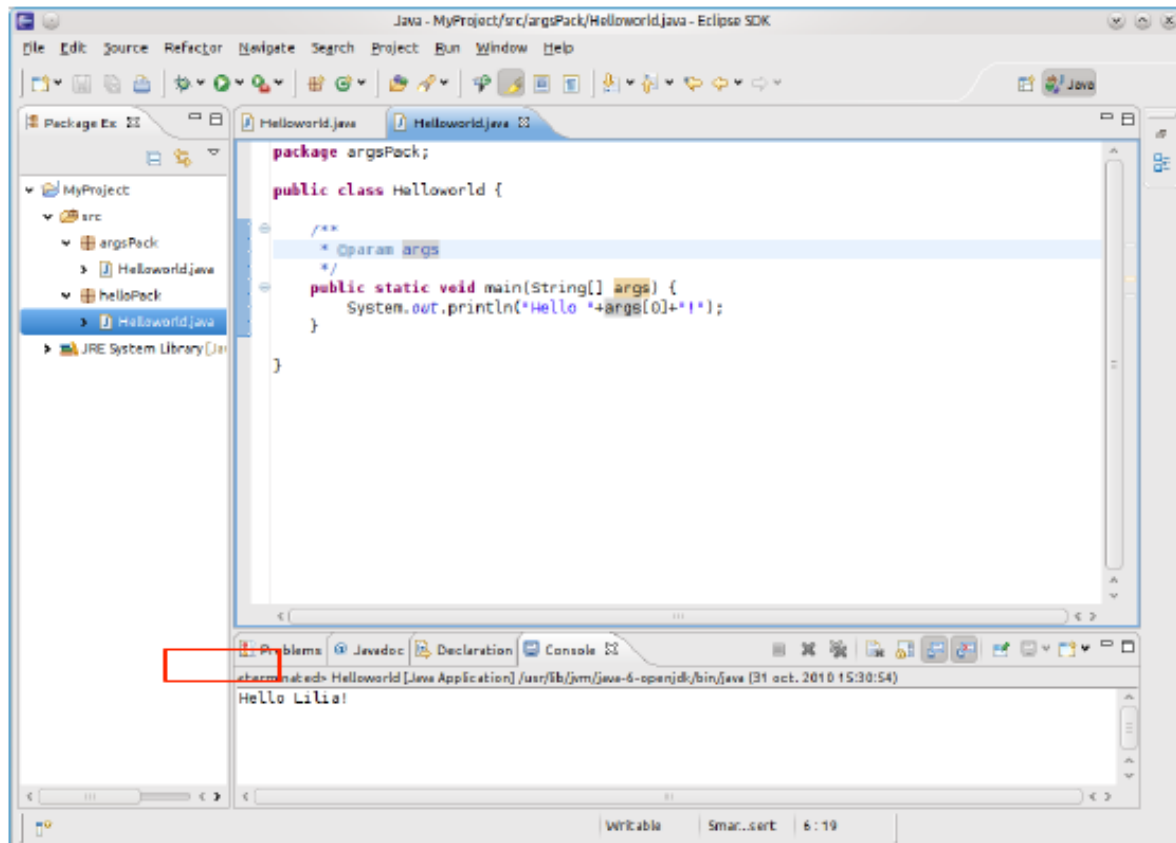 Java - MyProject/src/argsPack/Helloworld.java - Eclipse SDK
File Edit Source Refactor Navigate Search Project Run Window Help
Java
Package Ex
Helloworld.java
Helloworld.java
MyProject
src
argsPack
Helloworld.java
helloPack
Helloworld.java
JRE System Library [Ja
package argsPack;
public class Helloworld {
/**
* @param args
*/
public static void main(String[] args) {
System.out.println("Hello "+args[0]+"!");
}
}
Problems @ Javadoc Declaration Console
<terminated> Helloworld [Java Application] /usr/lib/jvm/java-6-openjdk/bin/java (31 oct. 2010 15:30:54)
Hello Lilia!
Writable Smar...sert 6 : 19